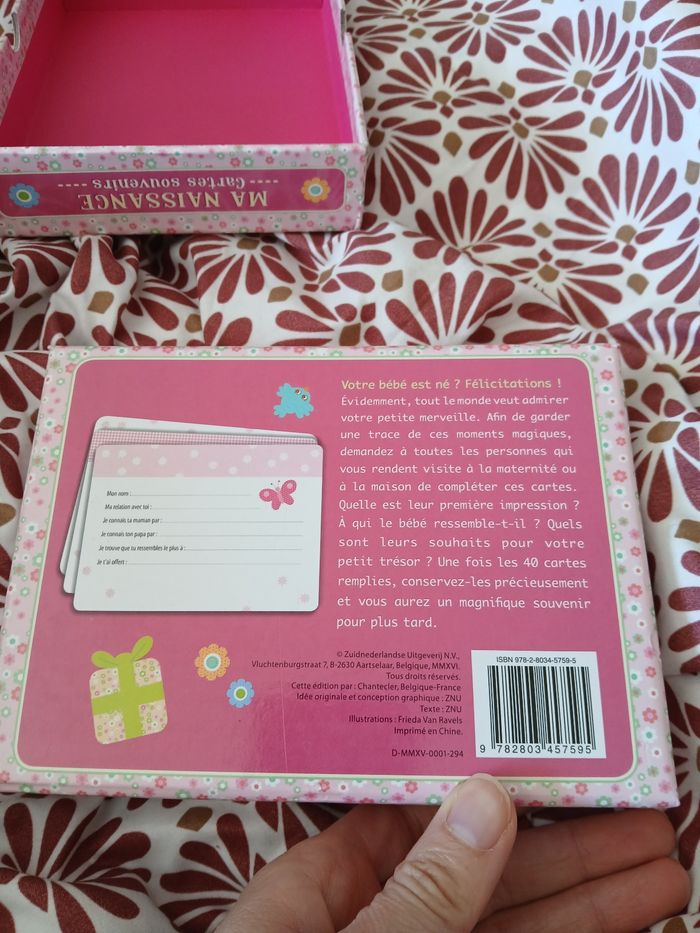 MA NAISSANCE
---- Cartes souvenirs ----
Votre bébé est né ? Félicitations !
Évidemment, tout le monde veut admirer
votre petite merveille. Afin de garder
une trace de ces moments magiques,
demandez à toutes les personnes qui
vous rendent visite à la maternité ou
à la maison de compléter ces cartes.
Quelle est leur première impression ?
À qui le bébé ressemble-t-il ? Quels
sont leurs souhaits pour votre
petit trésor ? Une fois les 40 cartes
remplies, conservez-les précieusement
et vous aurez un magnifique souvenir
pour plus tard.
Mon nom :
Ma relation avec toi :
Je connais ta maman par :
Je connais ton papa par :
Je trouve que tu ressembles le plus à :
Je t'ai offert :
© Zuidnederlandse Uitgeverij N.V.,
Vluchtenburgstraat 7, B-2630 Aartselaar, Belgique, MMXVI.
Tous droits réservés.
Cette édition par : Chantecler, Belgique-France
Idée originale et conception graphique : ZNU
Texte : ZNU
Illustrations : Frieda Van Ravels
Imprimé en Chine.
D-MMXV-0001-294
ISBN 978-2-8034-5759-5
9 782803 457595